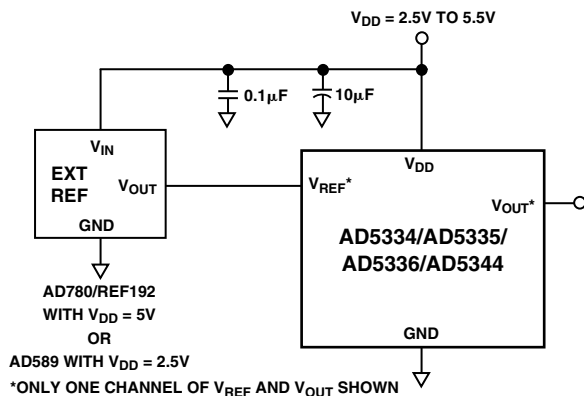 V_DD = 2.5V TO 5.5V
0.1μF
10μF
V_IN
EXT
REF
V_OUT
GND
V_DD
V_REF*
V_OUT*
AD5334/AD5335/
AD5336/AD5344
GND
AD780/REF192
WITH V_DD = 5V
OR
AD589 WITH V_DD = 2.5V
*ONLY ONE CHANNEL OF V_REF AND V_OUT SHOWN